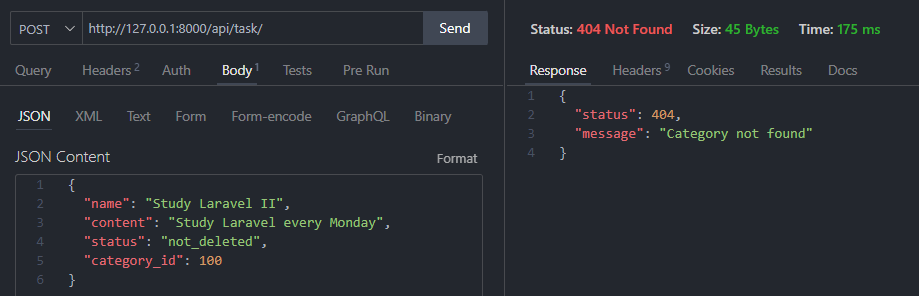 POST http://127.0.0.1:8000/api/task/ Send
Query Headers 2 Auth Body 1 Tests Pre Run
JSON XML Text Form Form-encode GraphQL Binary
JSON Content Format
1 {
2 "name": "Study Laravel II",
3 "content": "Study Laravel every Monday",
4 "status": "not_deleted",
5 "category_id": 100
6 }
Status: 404 Not Found Size: 45 Bytes Time: 175 ms
Response Headers 9 Cookies Results Docs
1 {
2 "status": 404,
3 "message": "Category not found"
4 }